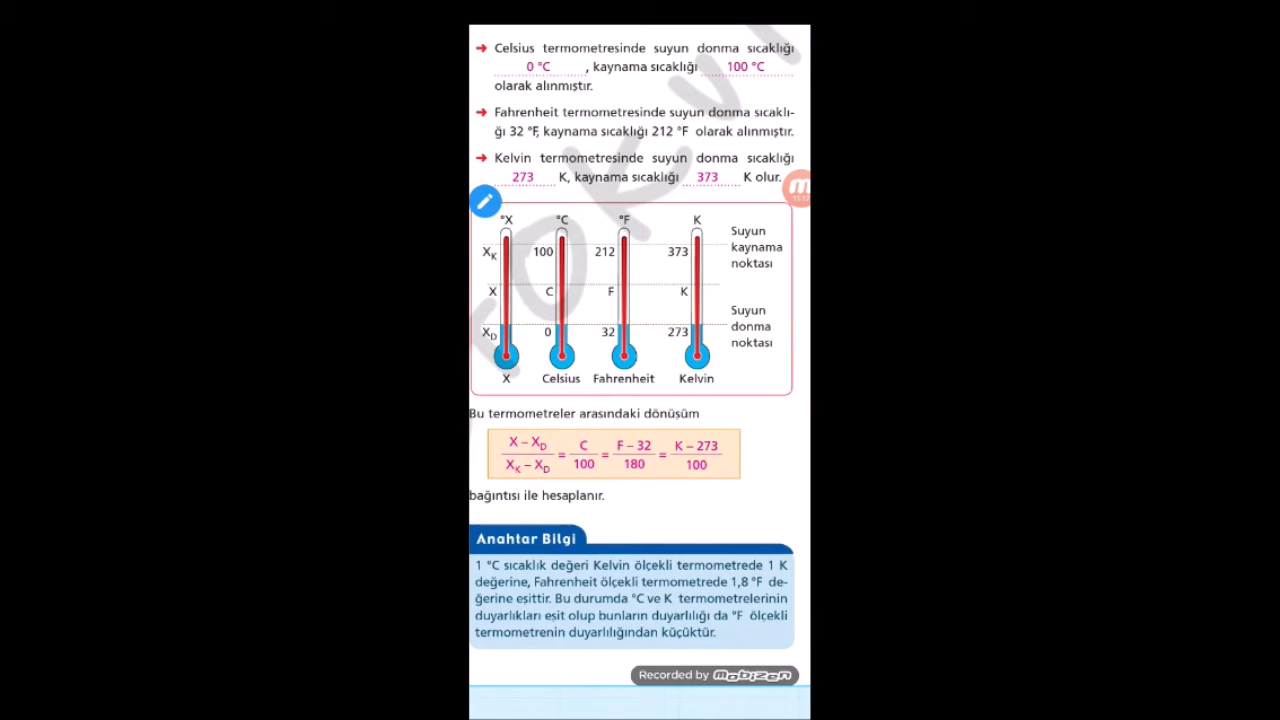 ➜ Celsius termometresinde suyun donma sıcaklığı
0 °C , kaynama sıcaklığı 100 °C
olarak alınmıştır.
➜ Fahrenheit termometresinde suyun donma sıcaklı-
ğı 32 °F, kaynama sıcaklığı 212 °F olarak alınmıştır.
➜ Kelvin termometresinde suyun donma sıcaklığı
273 K, kaynama sıcaklığı 373 K olur.
11:17
°X °C °F K
X_K 100 212 373
Suyun
kaynama
noktası
X C F K
X_D 0 32 273
Suyun
donma
noktası
X Celsius Fahrenheit Kelvin
Bu termometreler arasındaki dönüşüm
X – X_D / X_K – X_D = C / 100 = F – 32 / 180 = K – 273 / 100
bağıntısı ile hesaplanır.
Anahtar Bilgi
1 °C sıcaklık değeri Kelvin ölçekli termometrede 1 K
değerine, Fahrenheit ölçekli termometrede 1,8 °F de-
ğerine eşittir. Bu durumda °C ve K termometrelerinin
duyarlıkları eşit olup bunların duyarlılığı da °F ölçekli
termometrenin duyarlılığından küçüktür.
Recorded by mobizen